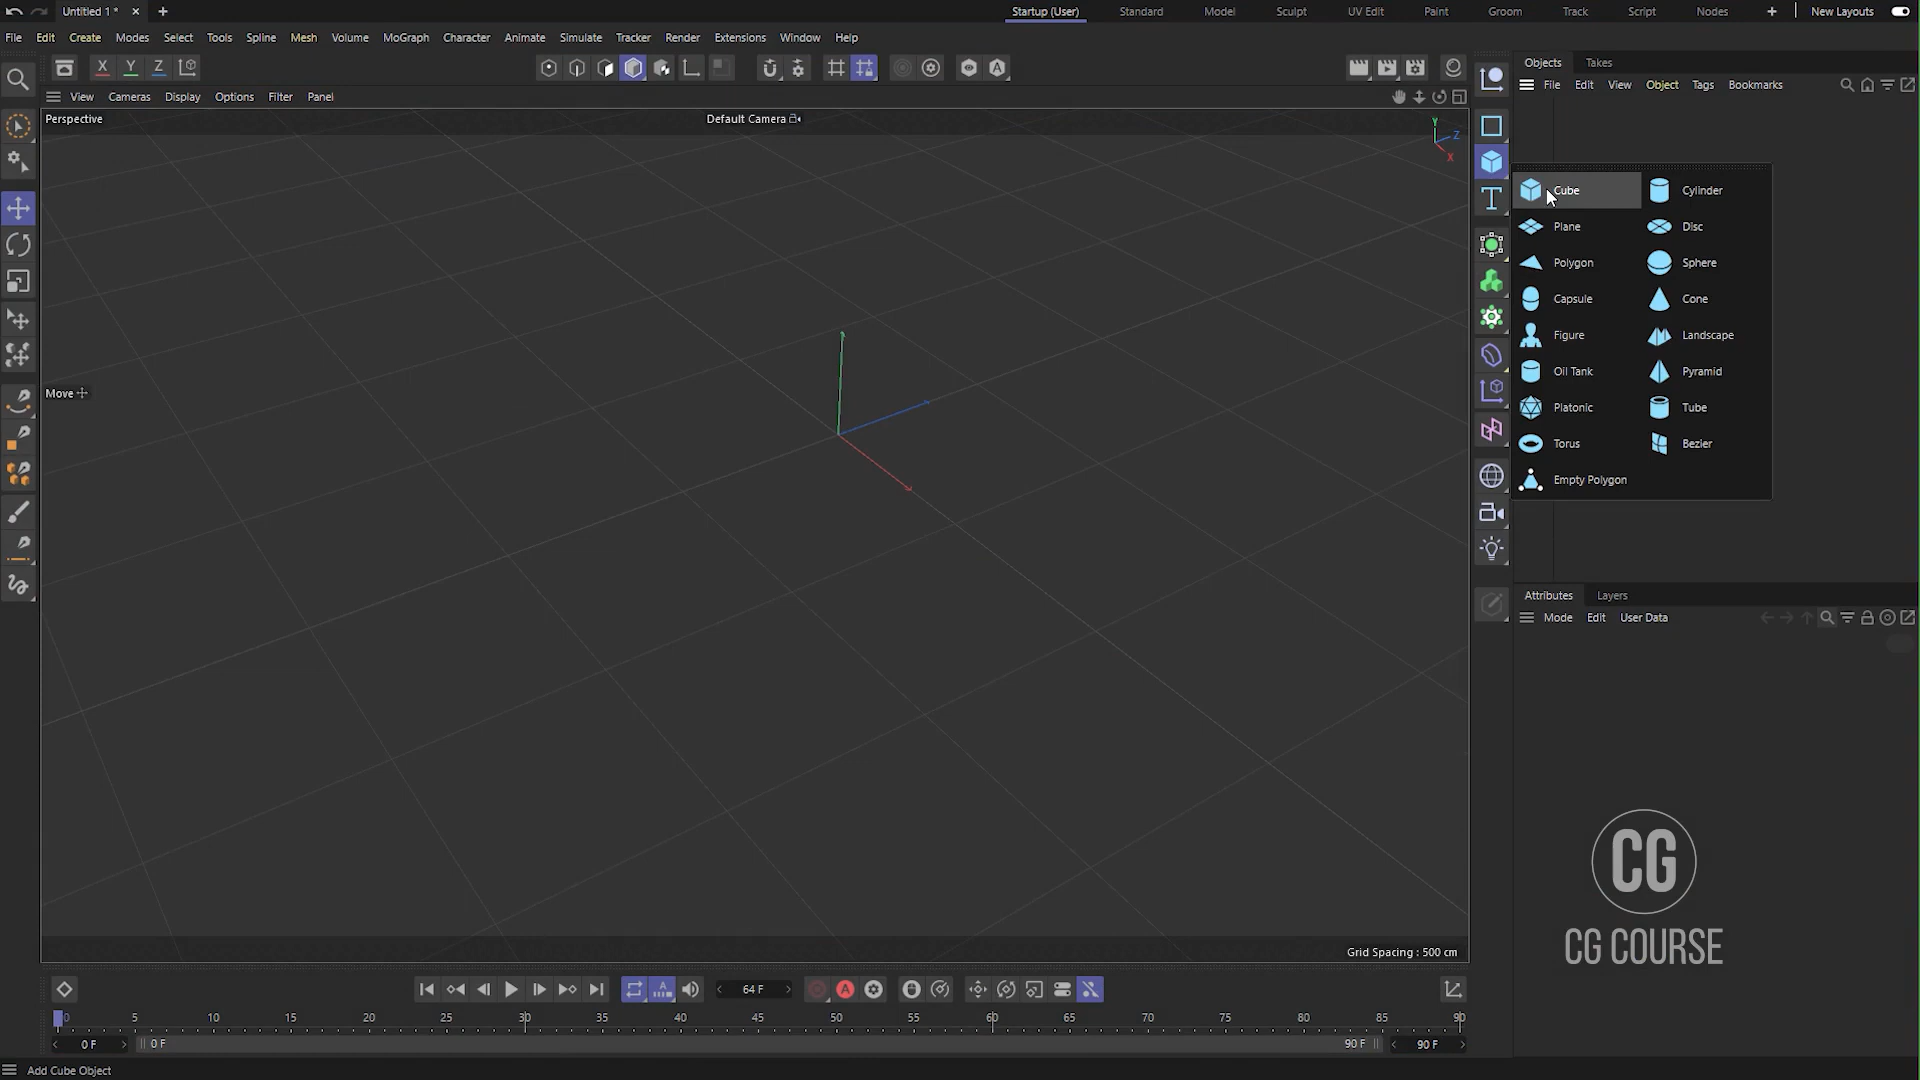 Untitled 1 *
Startup (User) Standard Model Sculpt UV Edit Paint Groom Track Script Nodes New Layouts
File Edit Create Modes Select Tools Spline Mesh Volume MoGraph Character Animate Simulate Tracker Render Extensions Window Help
X Y Z
Objects Takes
File Edit View Object Tags Bookmarks
View Cameras Display Options Filter Panel
Perspective
Default Camera
Y
Z
X
Cube Cylinder
Plane Disc
Polygon Sphere
Capsule Cone
Figure Landscape
Oil Tank Pyramid
Platonic Tube
Torus Bezier
Empty Polygon
Move
Attributes Layers
Mode Edit User Data
CG
CG COURSE
Grid Spacing : 500 cm
64 F
0 5 10 15 20 25 30 35 40 45 50 55 60 65 70 75 80 85 90
0 F 0 F 90 F 90 F
Add Cube Object